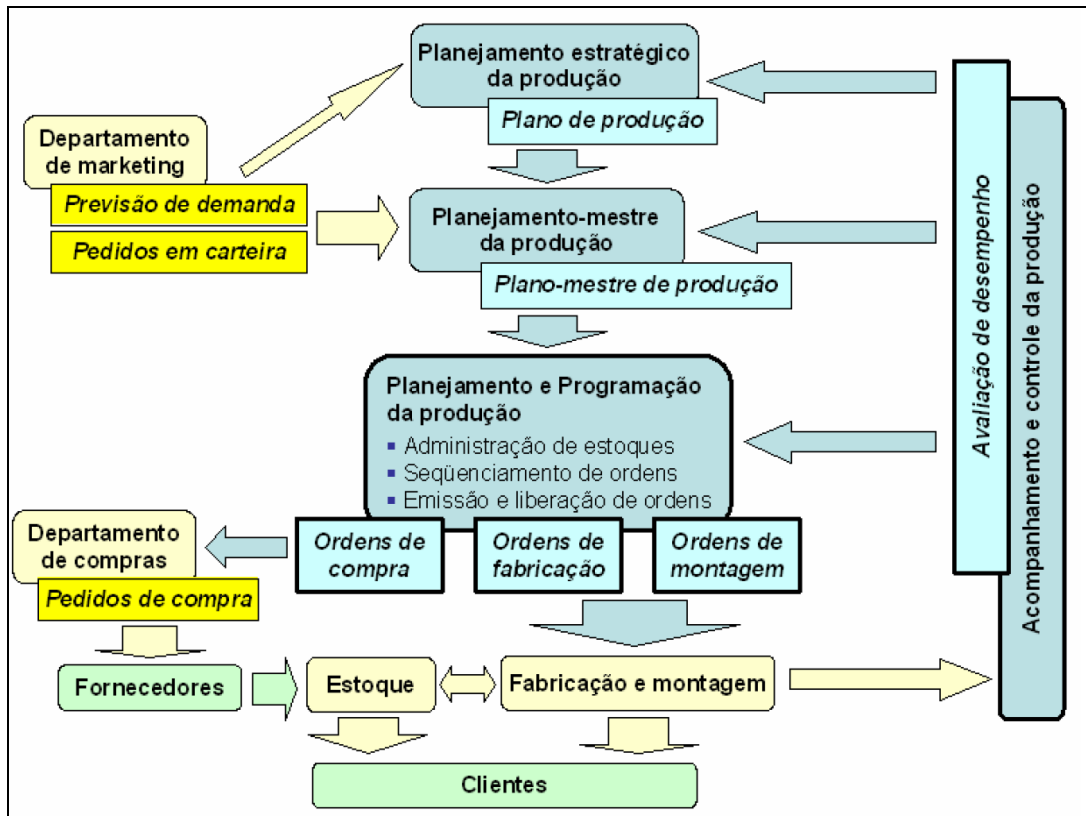 Planejamento estratégico
da produção
Plano de produção
Departamento
de marketing
Previsão de demanda
Pedidos em carteira
Planejamento-mestre
da produção
Plano-mestre de produção
Planejamento e Programação
da produção
▪ Administração de estoques
▪ Seqüenciamento de ordens
▪ Emissão e liberação de ordens
Ordens de
compra
Ordens de
fabricação
Ordens de
montagem
Departamento
de compras
Pedidos de compra
Fornecedores
Estoque
Fabricação e montagem
Clientes
Avaliação de desempenho
Acompanhamento e controle da produção